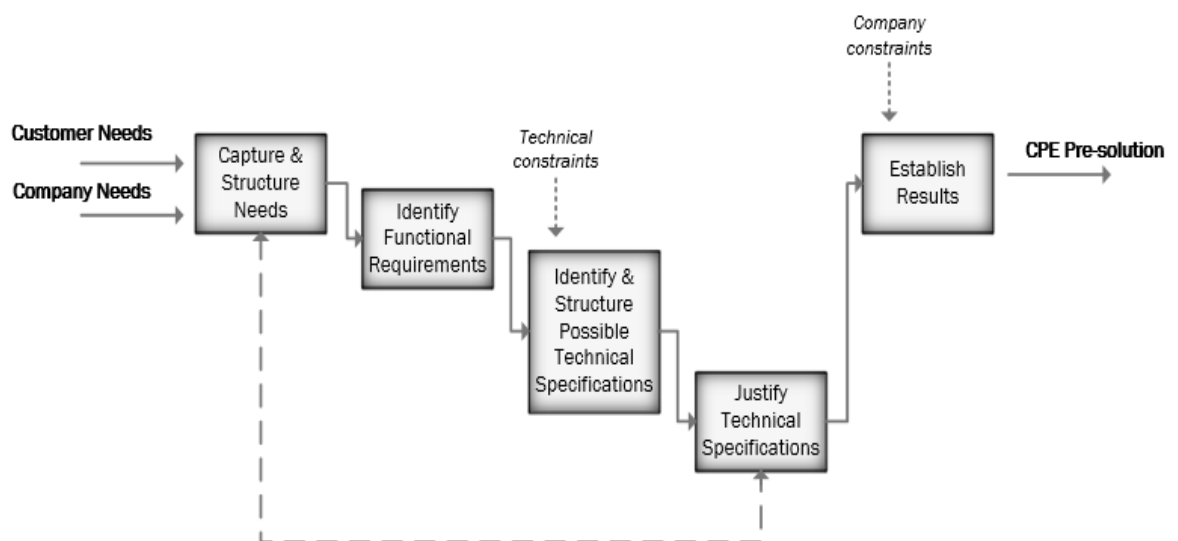 Company
constraints
Customer Needs
Company Needs
Capture &
Structure
Needs
Technical
constraints
Identify
Functional
Requirements
Identify &
Structure
Possible
Technical
Specifications
Justify
Technical
Specifications
Establish
Results
CPE Pre-solution